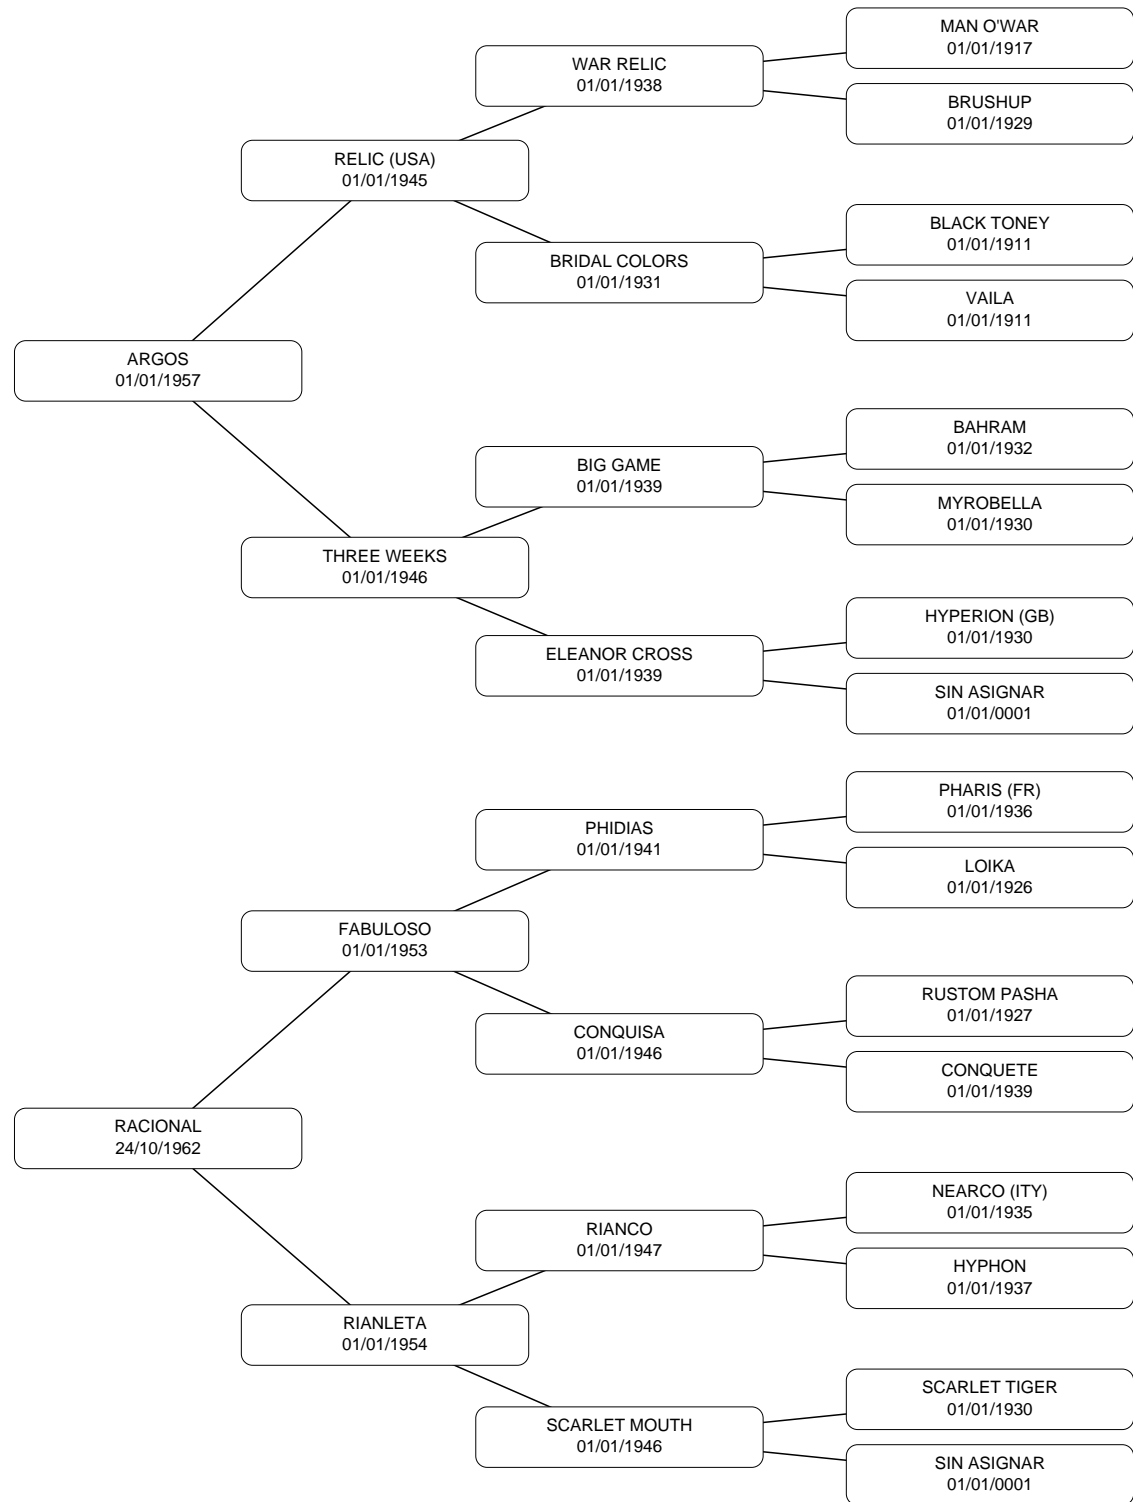 MAN O'WAR
01/01/1917
WAR RELIC
01/01/1938
BRUSHUP
01/01/1929
RELIC (USA)
01/01/1945
BLACK TONEY
01/01/1911
BRIDAL COLORS
01/01/1931
VAILA
01/01/1911
ARGOS
01/01/1957
BAHRAM
01/01/1932
BIG GAME
01/01/1939
MYROBELLA
01/01/1930
THREE WEEKS
01/01/1946
HYPERION (GB)
01/01/1930
ELEANOR CROSS
01/01/1939
SIN ASIGNAR
01/01/0001
PHARIS (FR)
01/01/1936
PHIDIAS
01/01/1941
LOIKA
01/01/1926
FABULOSO
01/01/1953
RUSTOM PASHA
01/01/1927
CONQUISA
01/01/1946
CONQUETE
01/01/1939
RACIONAL
24/10/1962
NEARCO (ITY)
01/01/1935
RIANCO
01/01/1947
HYPHON
01/01/1937
RIANLETA
01/01/1954
SCARLET TIGER
01/01/1930
SCARLET MOUTH
01/01/1946
SIN ASIGNAR
01/01/0001